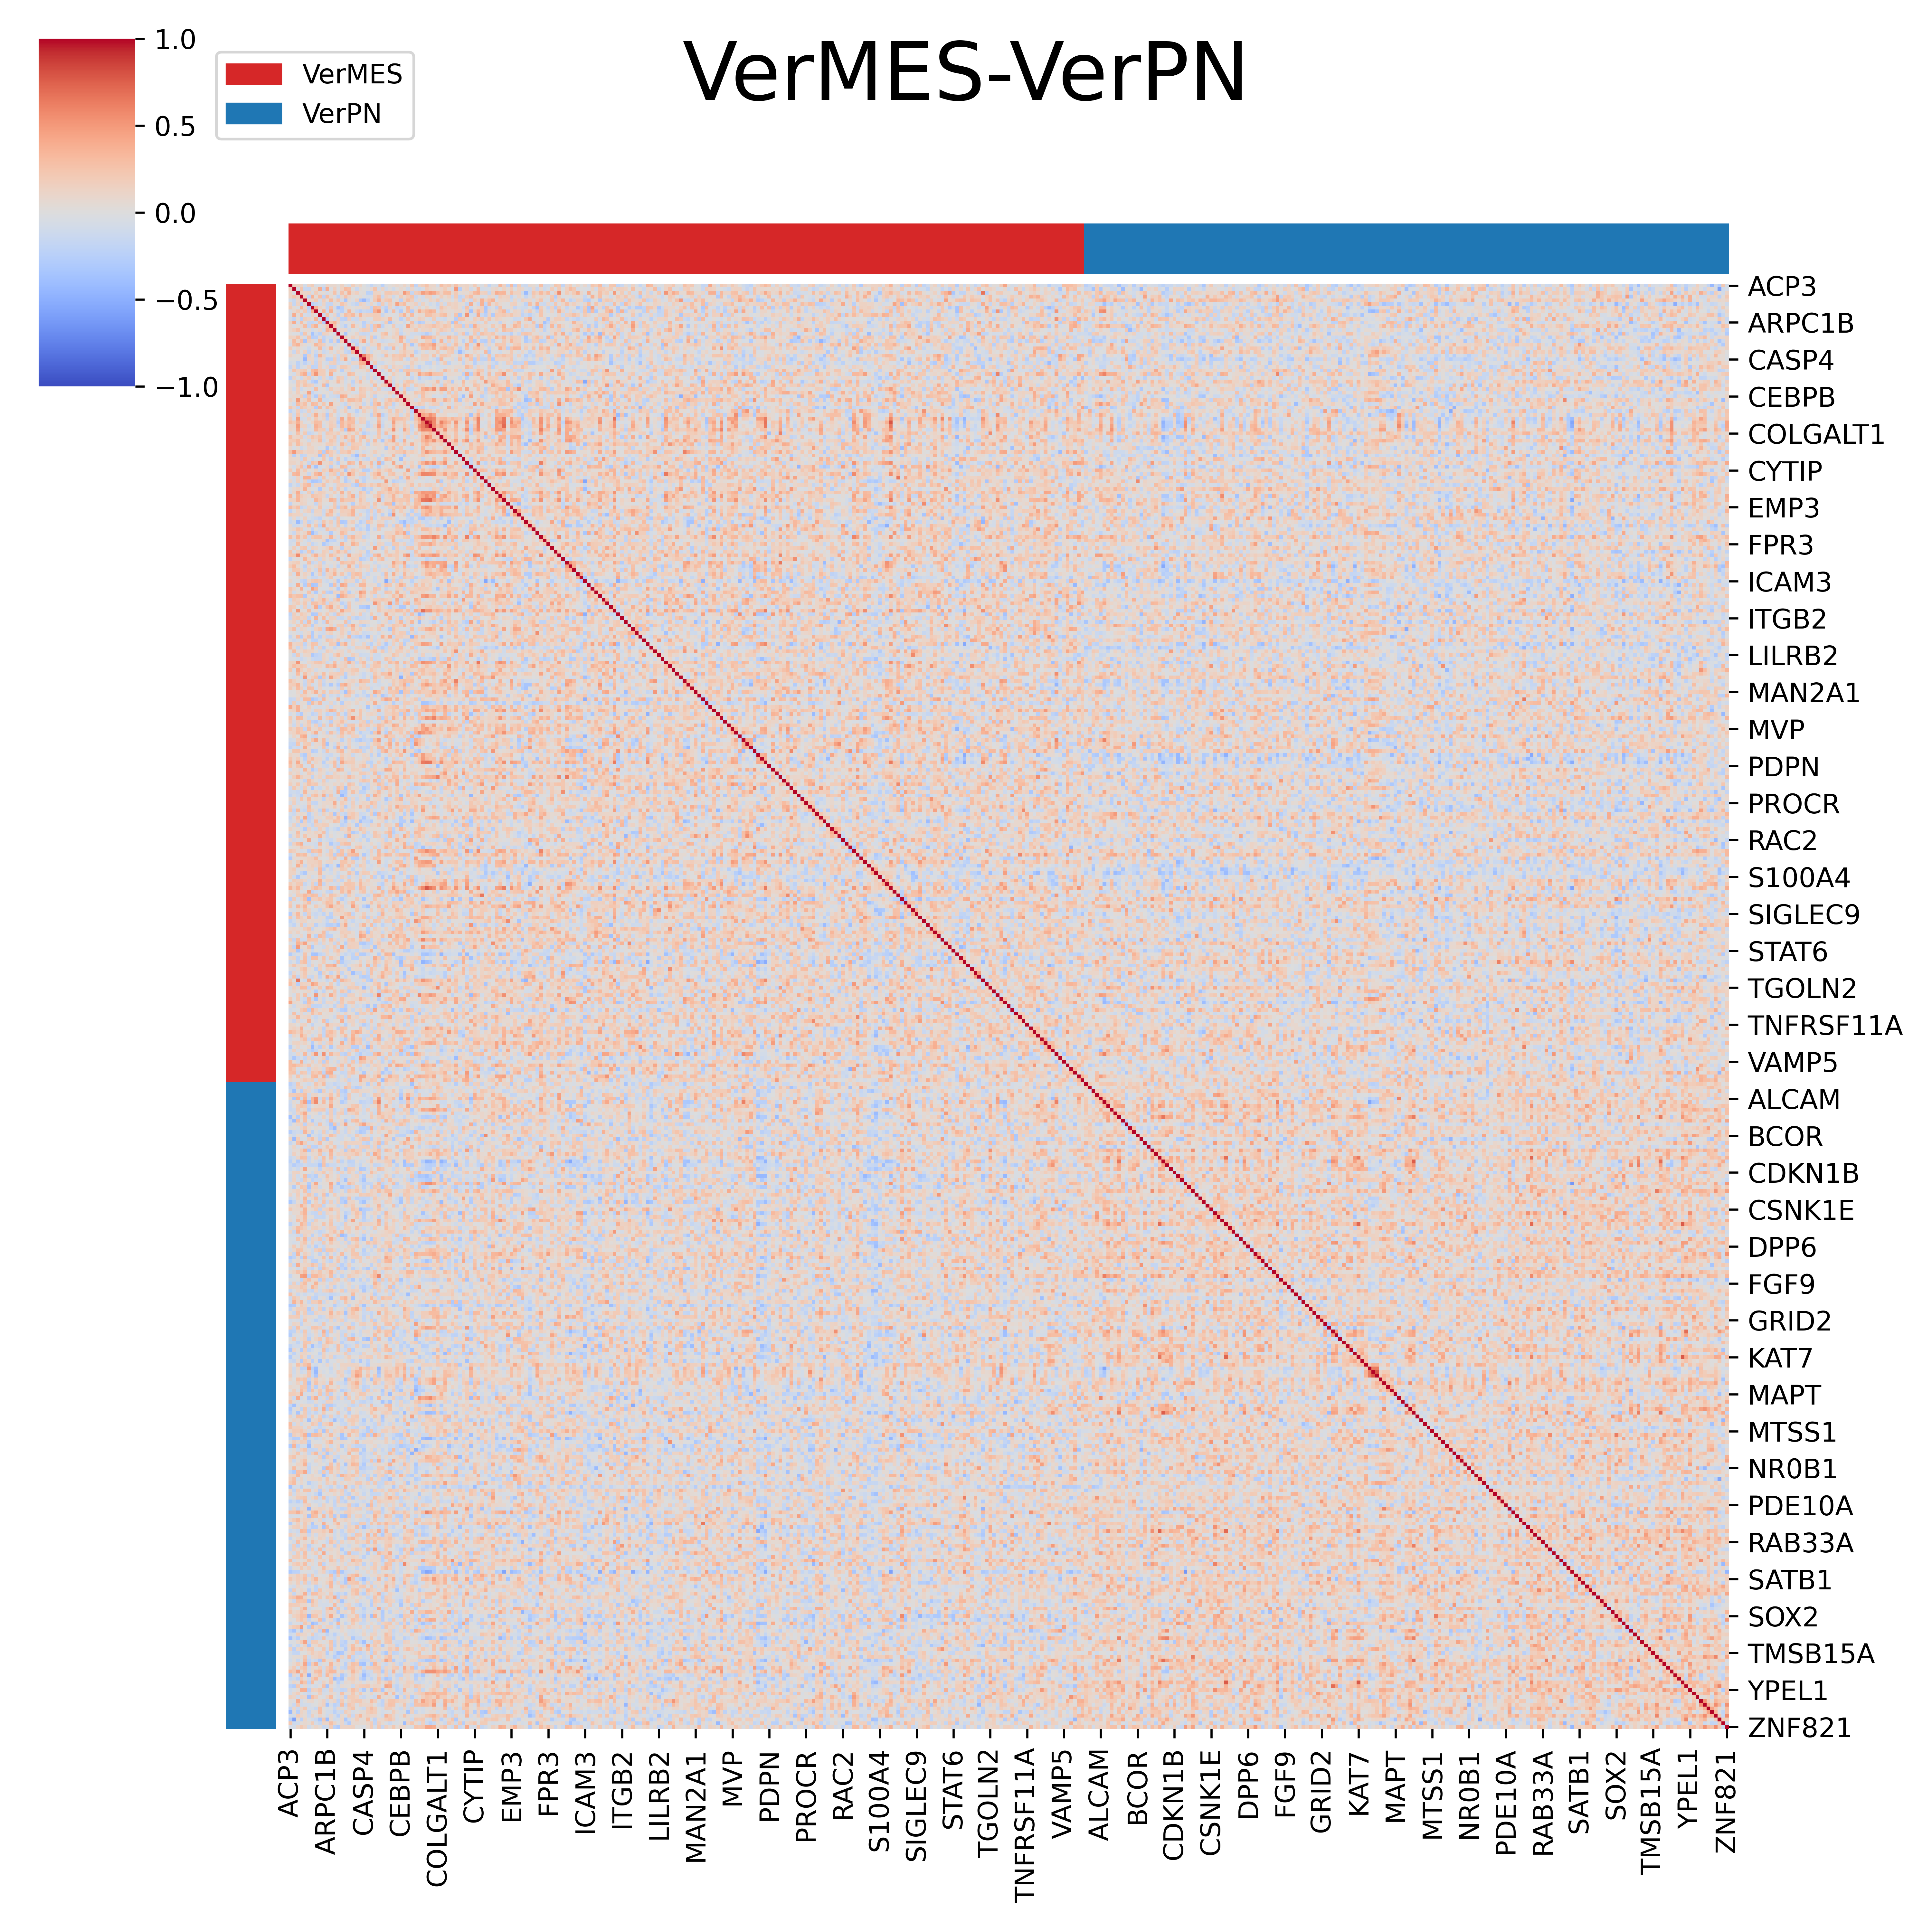 VerMES-VerPN
1.0
0.5
0.0
−0.5
−1.0
VerMES
VerPN
ACP3
ARPC1B
CASP4
CEBPB
COLGALT1
CYTIP
EMP3
FPR3
ICAM3
ITGB2
LILRB2
MAN2A1
MVP
PDPN
PROCR
RAC2
S100A4
SIGLEC9
STAT6
TGOLN2
TNFRSF11A
VAMP5
ALCAM
BCOR
CDKN1B
CSNK1E
DPP6
FGF9
GRID2
KAT7
MAPT
MTSS1
NR0B1
PDE10A
RAB33A
SATB1
SOX2
TMSB15A
YPEL1
ZNF821
ACP3
ARPC1B
CASP4
CEBPB
COLGALT1
CYTIP
EMP3
FPR3
ICAM3
ITGB2
LILRB2
MAN2A1
MVP
PDPN
PROCR
RAC2
S100A4
SIGLEC9
STAT6
TGOLN2
TNFRSF11A
VAMP5
ALCAM
BCOR
CDKN1B
CSNK1E
DPP6
FGF9
GRID2
KAT7
MAPT
MTSS1
NR0B1
PDE10A
RAB33A
SATB1
SOX2
TMSB15A
YPEL1
ZNF821